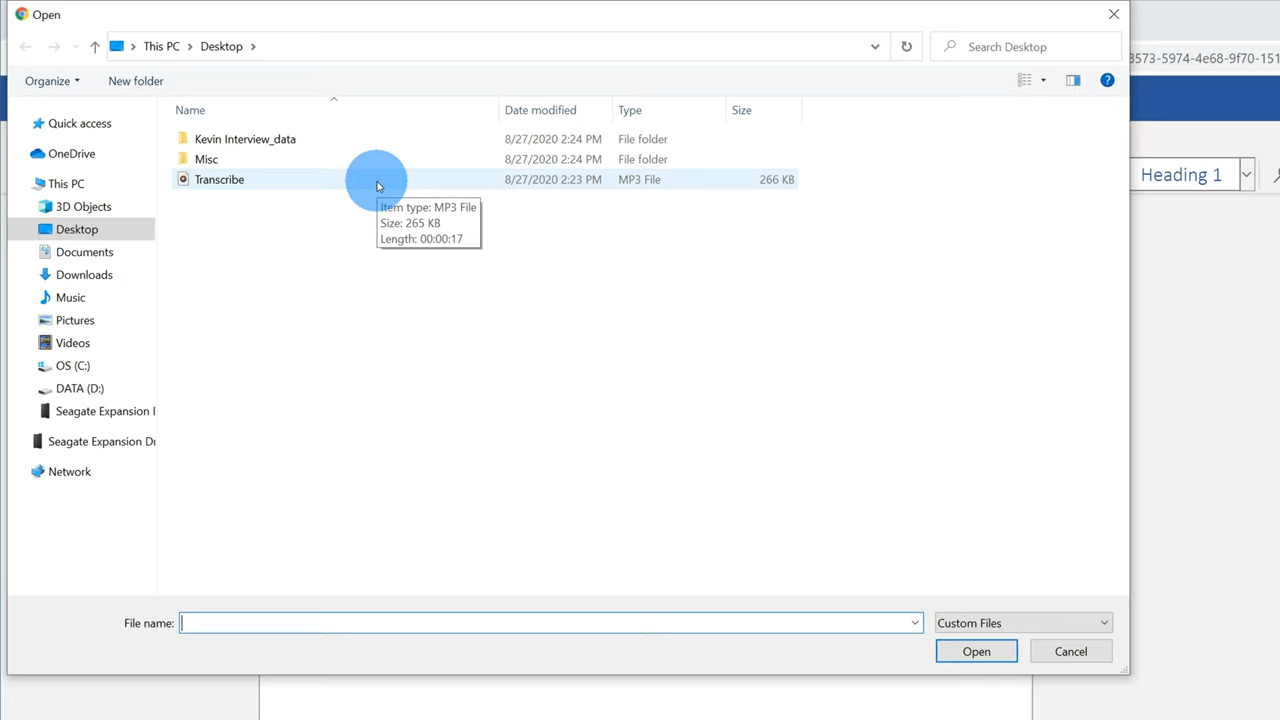 Open
This PC
Desktop
Search Desktop
8573-5974-4e68-9f70-151
Organize
New folder
Name
Date modified
Type
Size
Quick access
OneDrive
This PC
3D Objects
Desktop
Documents
Downloads
Music
Pictures
Videos
OS (C:)
DATA (D:)
Seagate Expansion D
Seagate Expansion Dr
Network
Kevin Interview_data 8/27/2020 2:24 PM File folder
Misc 8/27/2020 2:24 PM File folder
Transcribe 8/27/2020 2:23 PM MP3 File 266 KB
Item type: MP3 File
Size: 265 KB
Length: 00:00:17
Heading 1
File name:
Custom Files
Open
Cancel